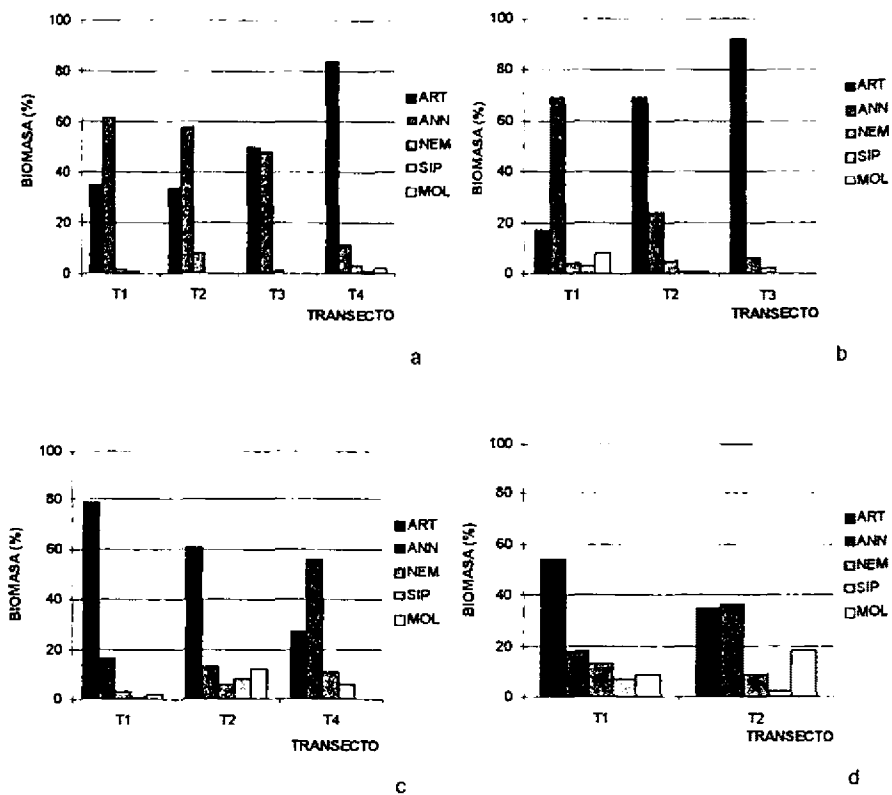 100
80
60
40
20
0
BIOMASA (%)
T1 T2 T3 T4
TRANSECTO
ART
ANN
NEM
SIP
MOL
a
100
80
60
40
20
0
BIOMASA (%)
T1 T2 T3
TRANSECTO
ART
ANN
NEM
SIP
MOL
b
100
80
60
40
20
0
BIOMASA (%)
T1 T2 T4
TRANSECTO
ART
ANN
NEM
SIP
MOL
c
100
80
60
40
20
0
BIOMASA (%)
T1 T2
TRANSECTO
ART
ANN
NEM
SIP
MOL
d